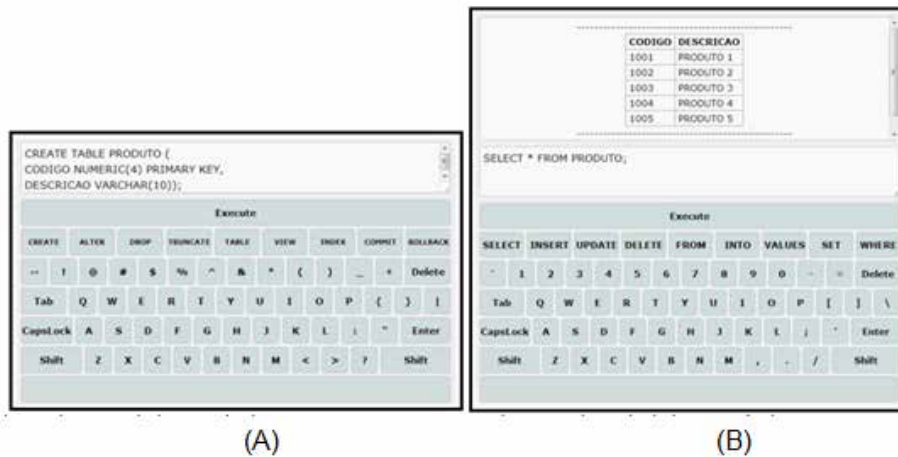 CREATE TABLE PRODUTO (
CODIGO NUMERIC(4) PRIMARY KEY,
DESCRICAO VARCHAR(10));
Execute
CREATE ALTER DROP TRUNCATE TABLE VIEW INDEX COMMIT ROLLBACK
! @ # $ % ^ & * ( ) _ + Delete
Tab Q W E R T Y U I O P { } |
CapsLock A S D F G H J K L : " Enter
Shift Z X C V B N M < > ? Shift
(A)
CODIGO DESCRICAO
1001 PRODUTO 1
1002 PRODUTO 2
1003 PRODUTO 3
1004 PRODUTO 4
1005 PRODUTO 5
SELECT * FROM PRODUTO;
Execute
SELECT INSERT UPDATE DELETE FROM INTO VALUES SET WHERE
1 2 3 4 5 6 7 8 9 0 - = Delete
Tab Q W E R T Y U I O P [ ] \
CapsLock A S D F G H J K L ; ' Enter
Shift Z X C V B N M , . / Shift
(B)